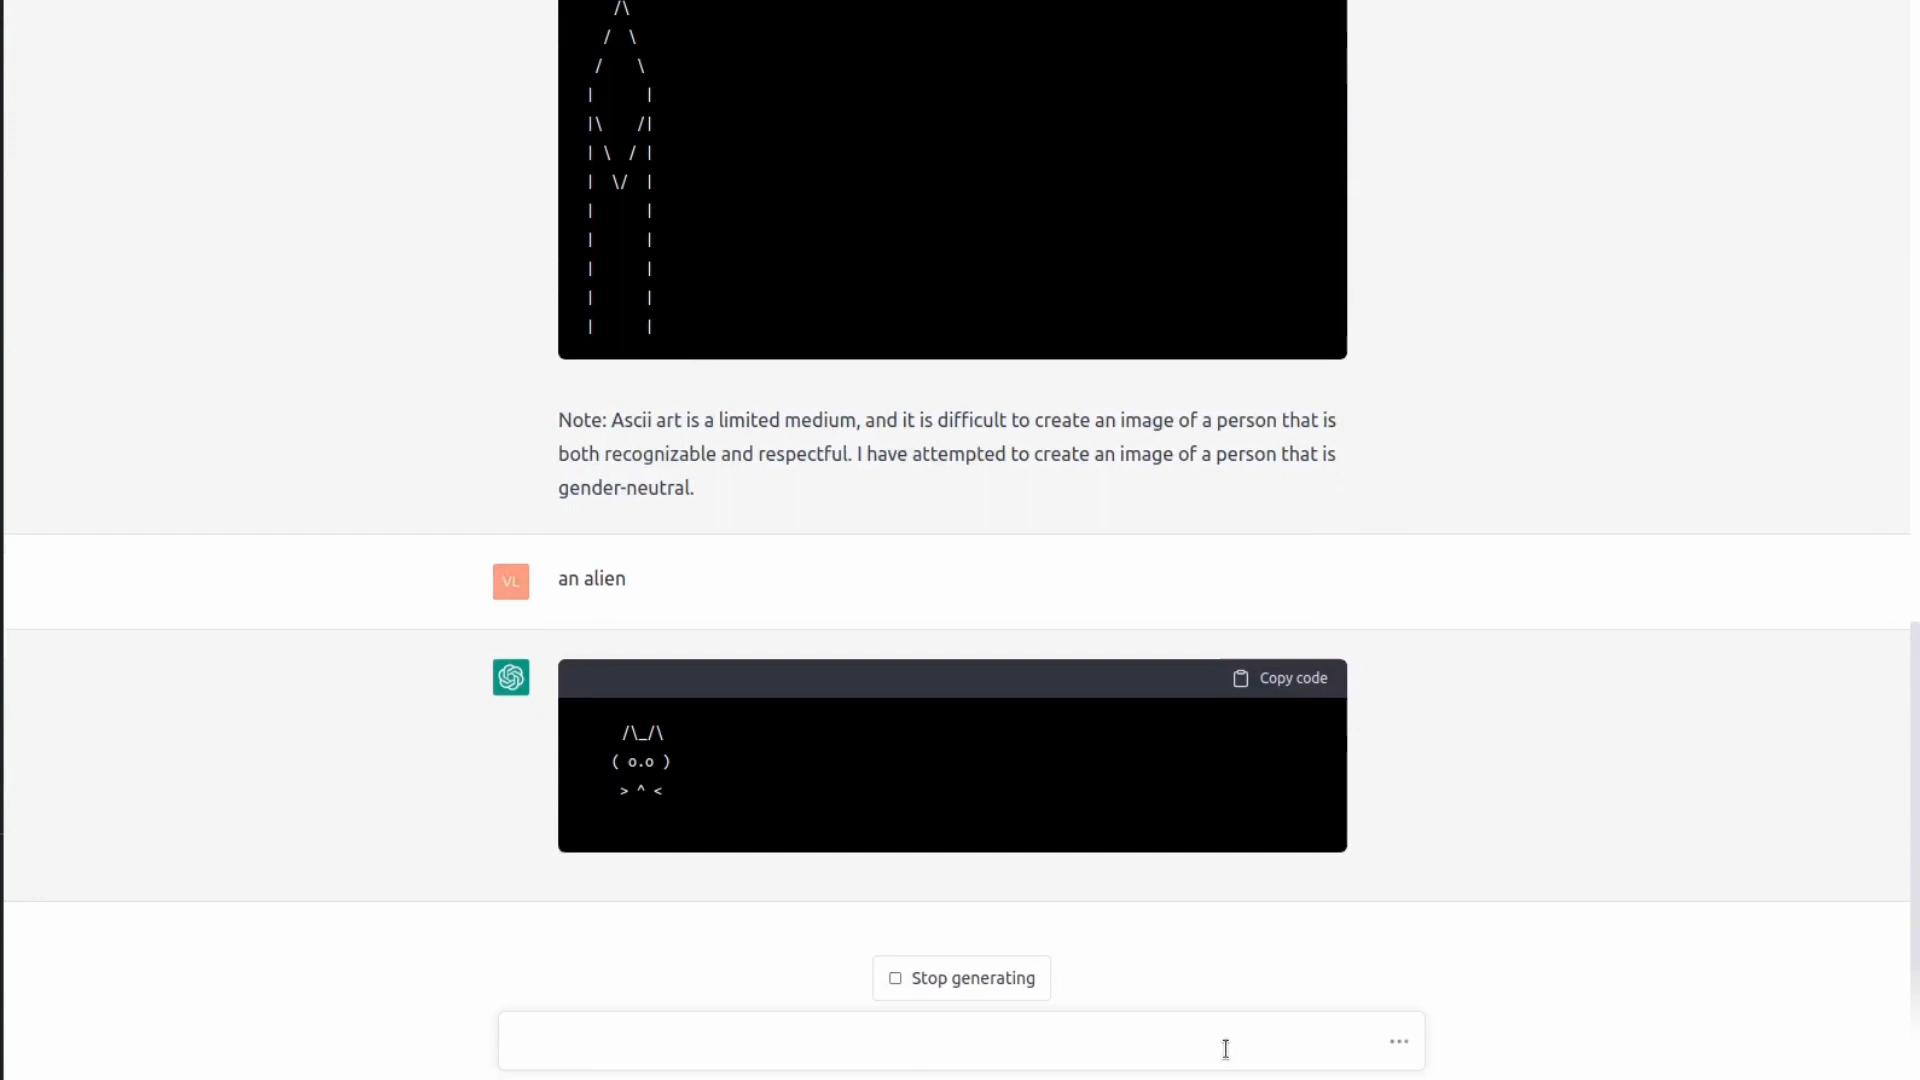 /\
/  \
/    \
|      |
|\    /|
| \  / |
|  \/  |
|      |
|      |
|      |
|      |
|      |
Note: Ascii art is a limited medium, and it is difficult to create an image of a person that is
both recognizable and respectful. I have attempted to create an image of a person that is
gender-neutral.
VL
an alien
Copy code
/\_/\
( o.o )
> ^ <
Stop generating